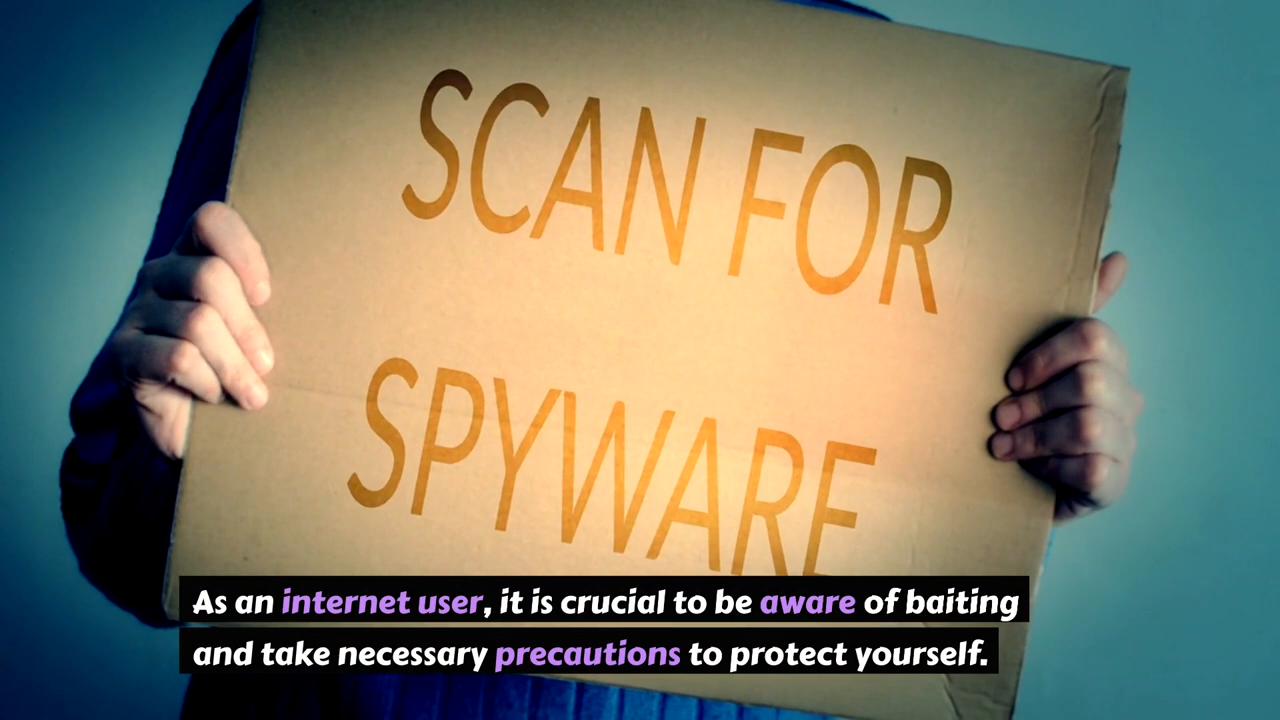 SCAN FOR
SPYWARE
As an internet user, it is crucial to be aware of baiting
and take necessary precautions to protect yourself.